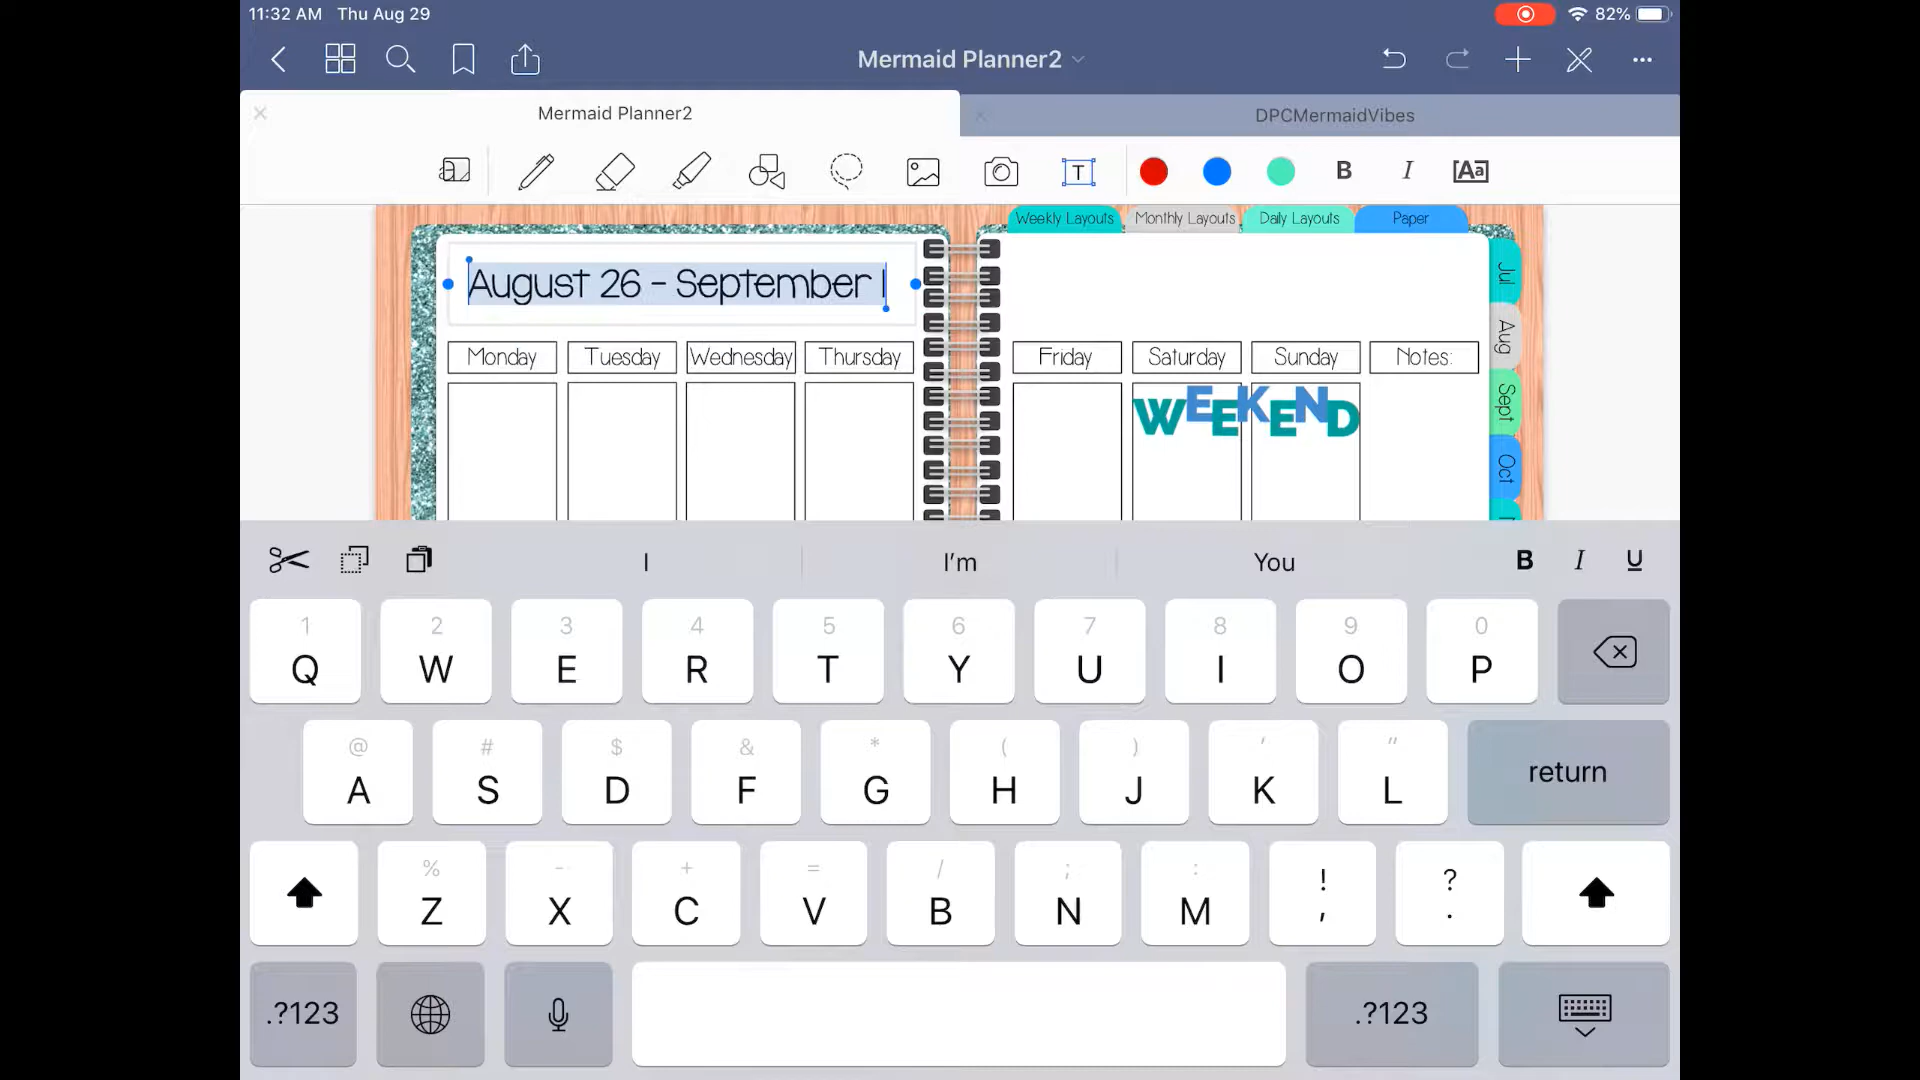 11:32 AM Thu Aug 29
82%
Mermaid Planner2
Mermaid Planner2
DPCMermaidVibes
T
B I Aa
Weekly Layouts Monthly Layouts Daily Layouts Paper
August 26 - September 1
Monday Tuesday Wednesday Thursday
Friday Saturday Sunday Notes:
WEEKEND
Jul
Aug
Sept
Oct
I I'm You
B I U
1 2 3 4 5 6 7 8 9 0
Q W E R T Y U I O P
@ # $ & * ( ) ' "
A S D F G H J K L return
% - + = / ; : ! ?
Z X C V B N M , .
.?123 .?123